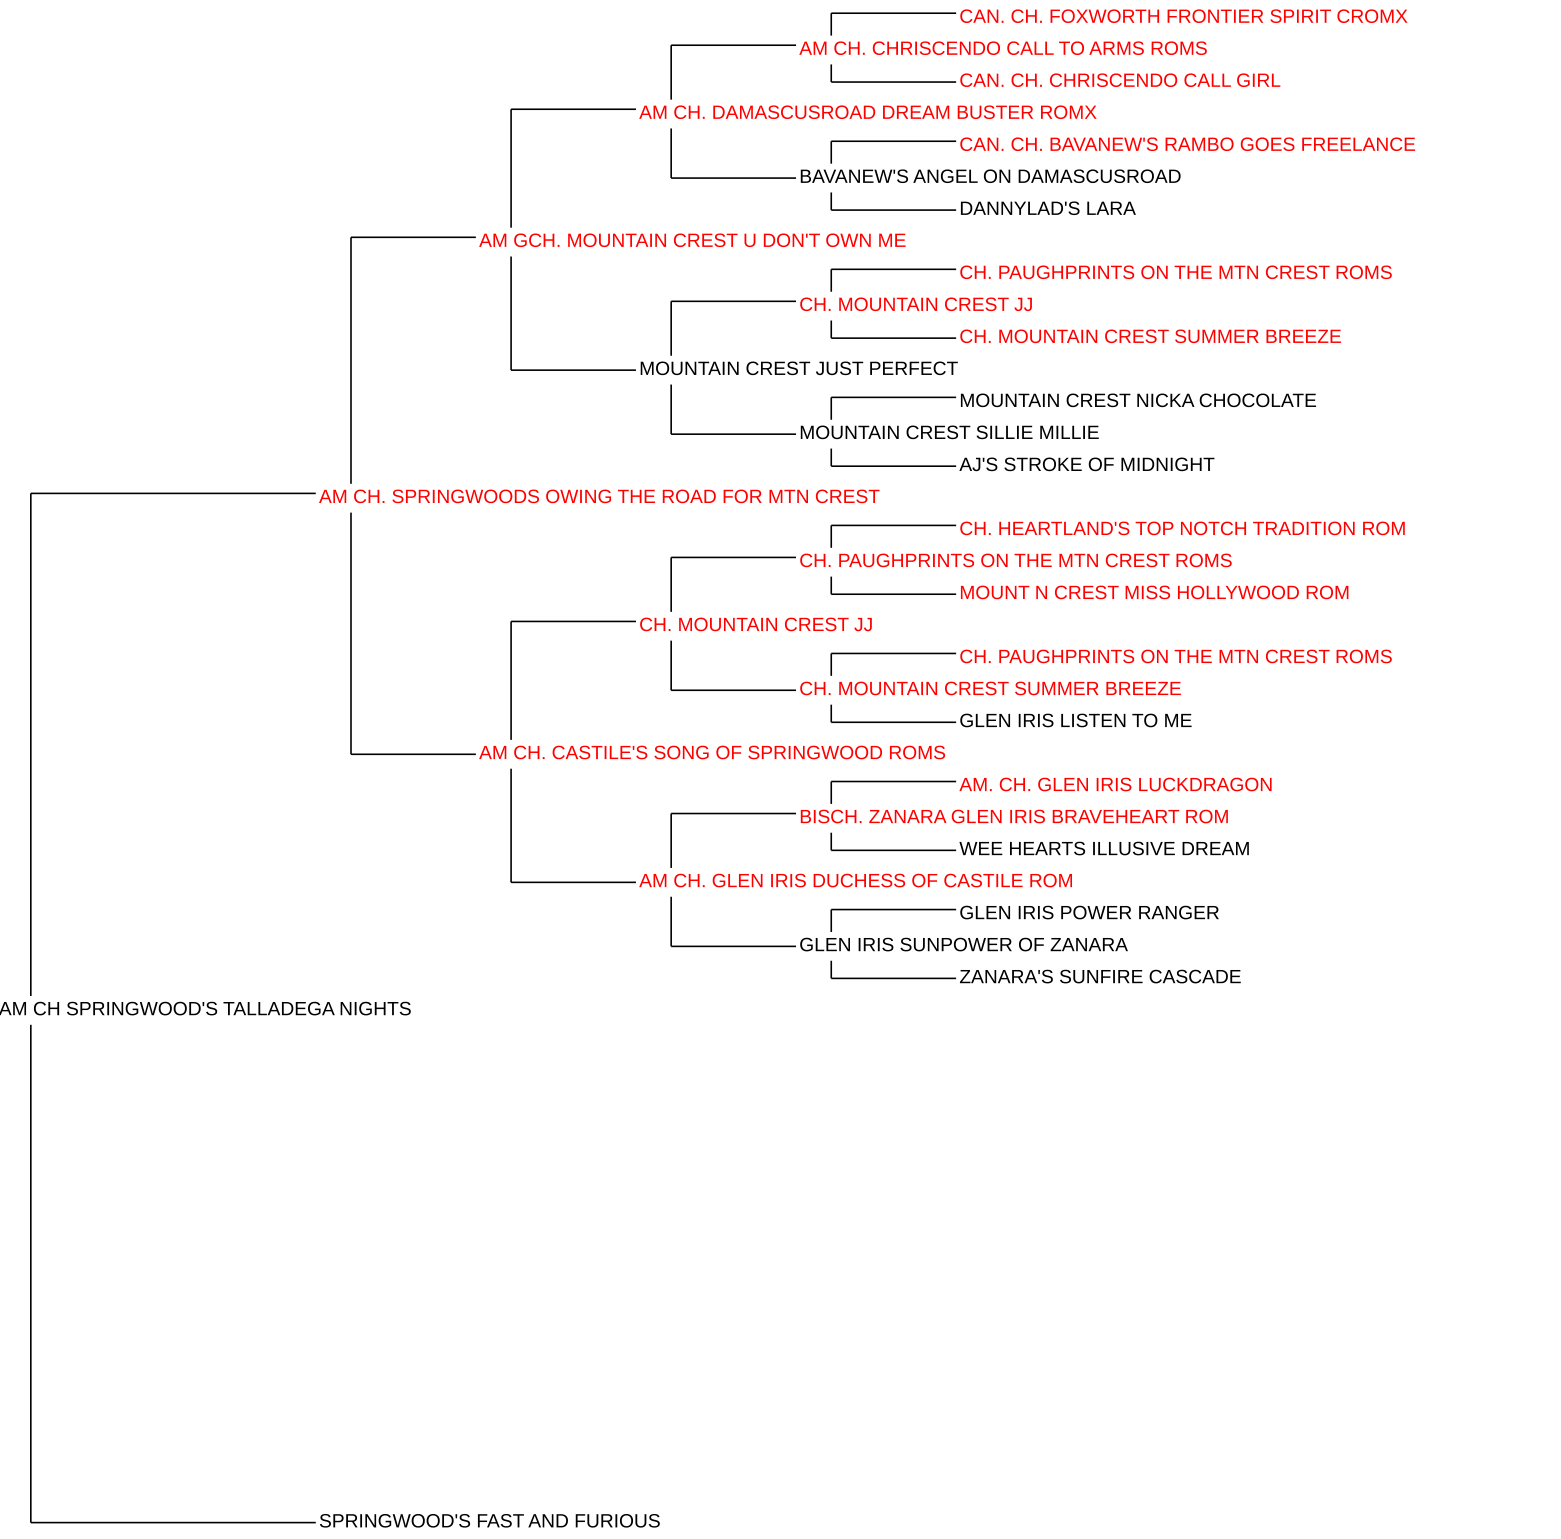 CAN. CH. FOXWORTH FRONTIER SPIRIT CROMX
AM CH. CHRISCENDO CALL TO ARMS ROMS
CAN. CH. CHRISCENDO CALL GIRL
AM CH. DAMASCUSROAD DREAM BUSTER ROMX
CAN. CH. BAVANEW'S RAMBO GOES FREELANCE
BAVANEW'S ANGEL ON DAMASCUSROAD
DANNYLAD'S LARA
AM GCH. MOUNTAIN CREST U DON'T OWN ME
CH. PAUGHPRINTS ON THE MTN CREST ROMS
CH. MOUNTAIN CREST JJ
CH. MOUNTAIN CREST SUMMER BREEZE
MOUNTAIN CREST JUST PERFECT
MOUNTAIN CREST NICKA CHOCOLATE
MOUNTAIN CREST SILLIE MILLIE
AJ'S STROKE OF MIDNIGHT
AM CH. SPRINGWOODS OWING THE ROAD FOR MTN CREST
CH. HEARTLAND'S TOP NOTCH TRADITION ROM
CH. PAUGHPRINTS ON THE MTN CREST ROMS
MOUNT N CREST MISS HOLLYWOOD ROM
CH. MOUNTAIN CREST JJ
CH. PAUGHPRINTS ON THE MTN CREST ROMS
CH. MOUNTAIN CREST SUMMER BREEZE
GLEN IRIS LISTEN TO ME
AM CH. CASTILE'S SONG OF SPRINGWOOD ROMS
AM. CH. GLEN IRIS LUCKDRAGON
BISCH. ZANARA GLEN IRIS BRAVEHEART ROM
WEE HEARTS ILLUSIVE DREAM
AM CH. GLEN IRIS DUCHESS OF CASTILE ROM
GLEN IRIS POWER RANGER
GLEN IRIS SUNPOWER OF ZANARA
ZANARA'S SUNFIRE CASCADE
AM CH SPRINGWOOD'S TALLADEGA NIGHTS
SPRINGWOOD'S FAST AND FURIOUS